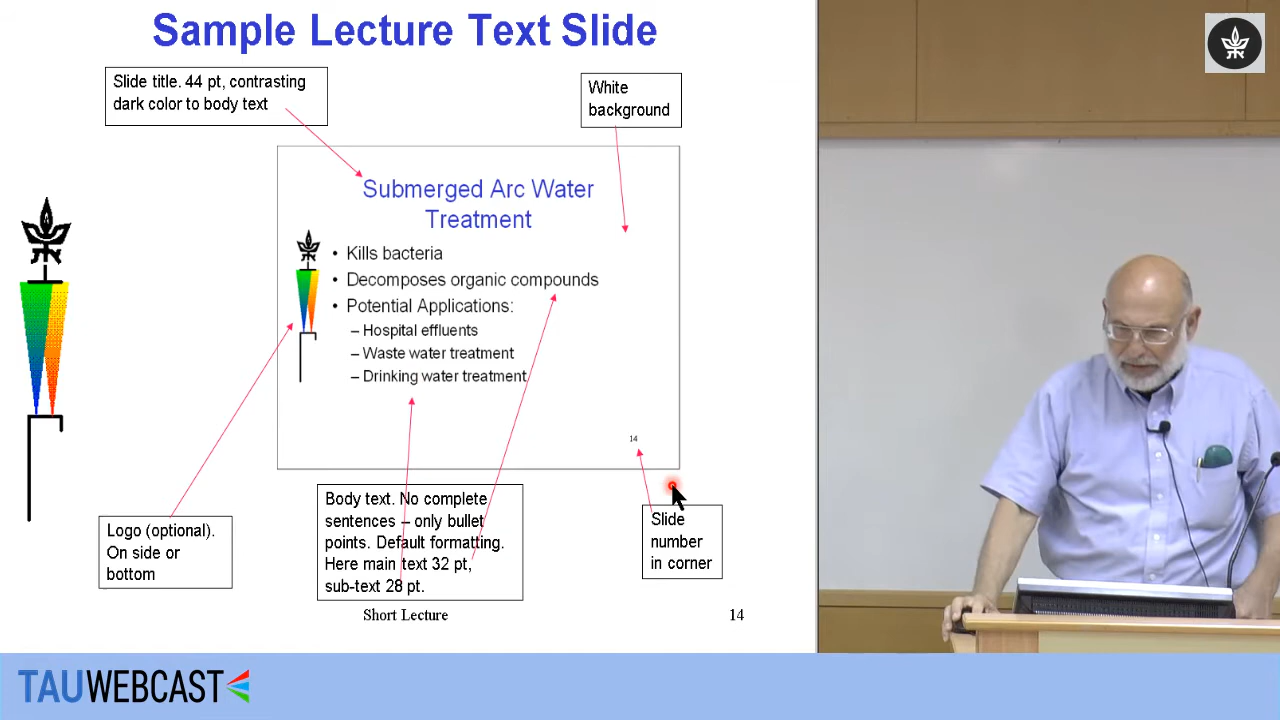 Sample Lecture Text Slide
Slide title. 44 pt, contrasting
dark color to body text
White
background
Submerged Arc Water
Treatment
• Kills bacteria
• Decomposes organic compounds
• Potential Applications:
– Hospital effluents
– Waste water treatment
– Drinking water treatment
14
Logo (optional).
On side or
bottom
Body text. No complete
sentences – only bullet
points. Default formatting.
Here main text 32 pt,
sub-text 28 pt.
Slide
number
in corner
Short Lecture
14
TAUWEBCAST